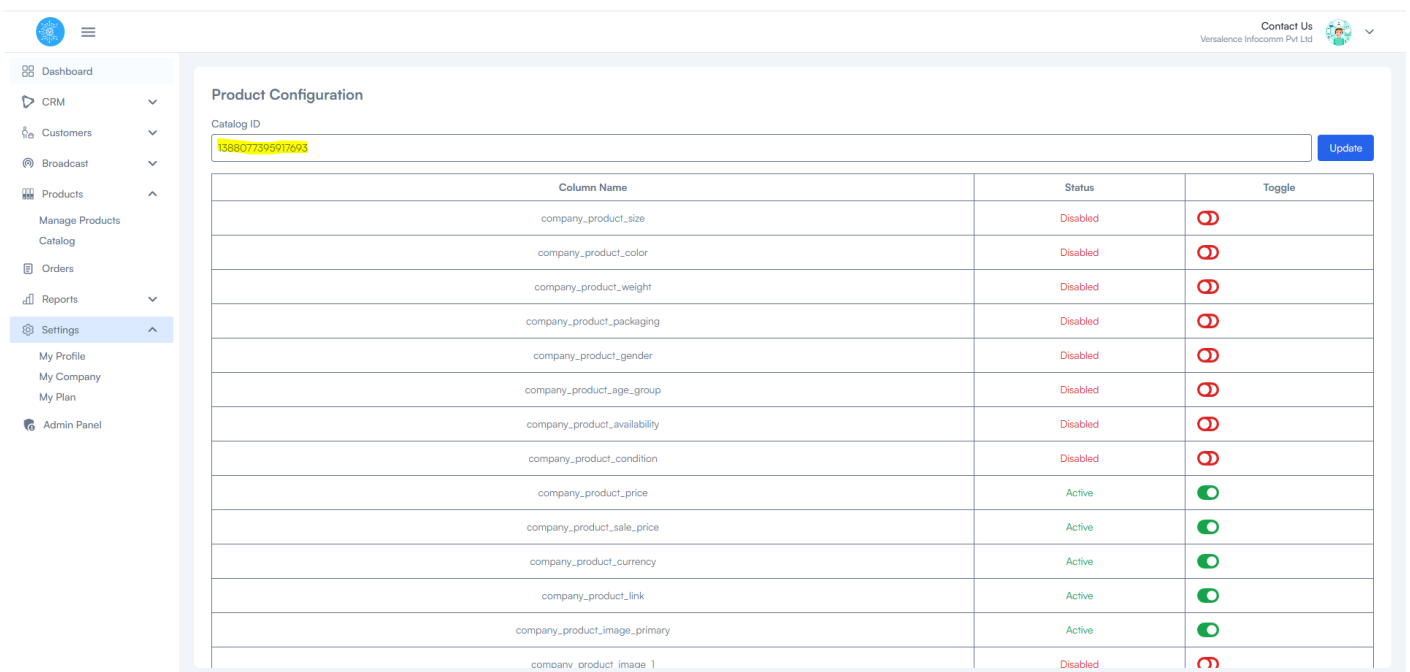 Contact Us
Versalence Infocomm Pvt Ltd
Dashboard
CRM
Customers
Broadcast
Products
Manage Products
Catalog
Orders
Reports
Settings
My Profile
My Company
My Plan
Admin Panel
Product Configuration
Catalog ID
1388077395917693
Update
Column Name Status Toggle
company_product_size Disabled
company_product_color Disabled
company_product_weight Disabled
company_product_packaging Disabled
company_product_gender Disabled
company_product_age_group Disabled
company_product_availability Disabled
company_product_condition Disabled
company_product_price Active
company_product_sale_price Active
company_product_currency Active
company_product_link Active
company_product_image_primary Active
company_product_image_1 Disabled